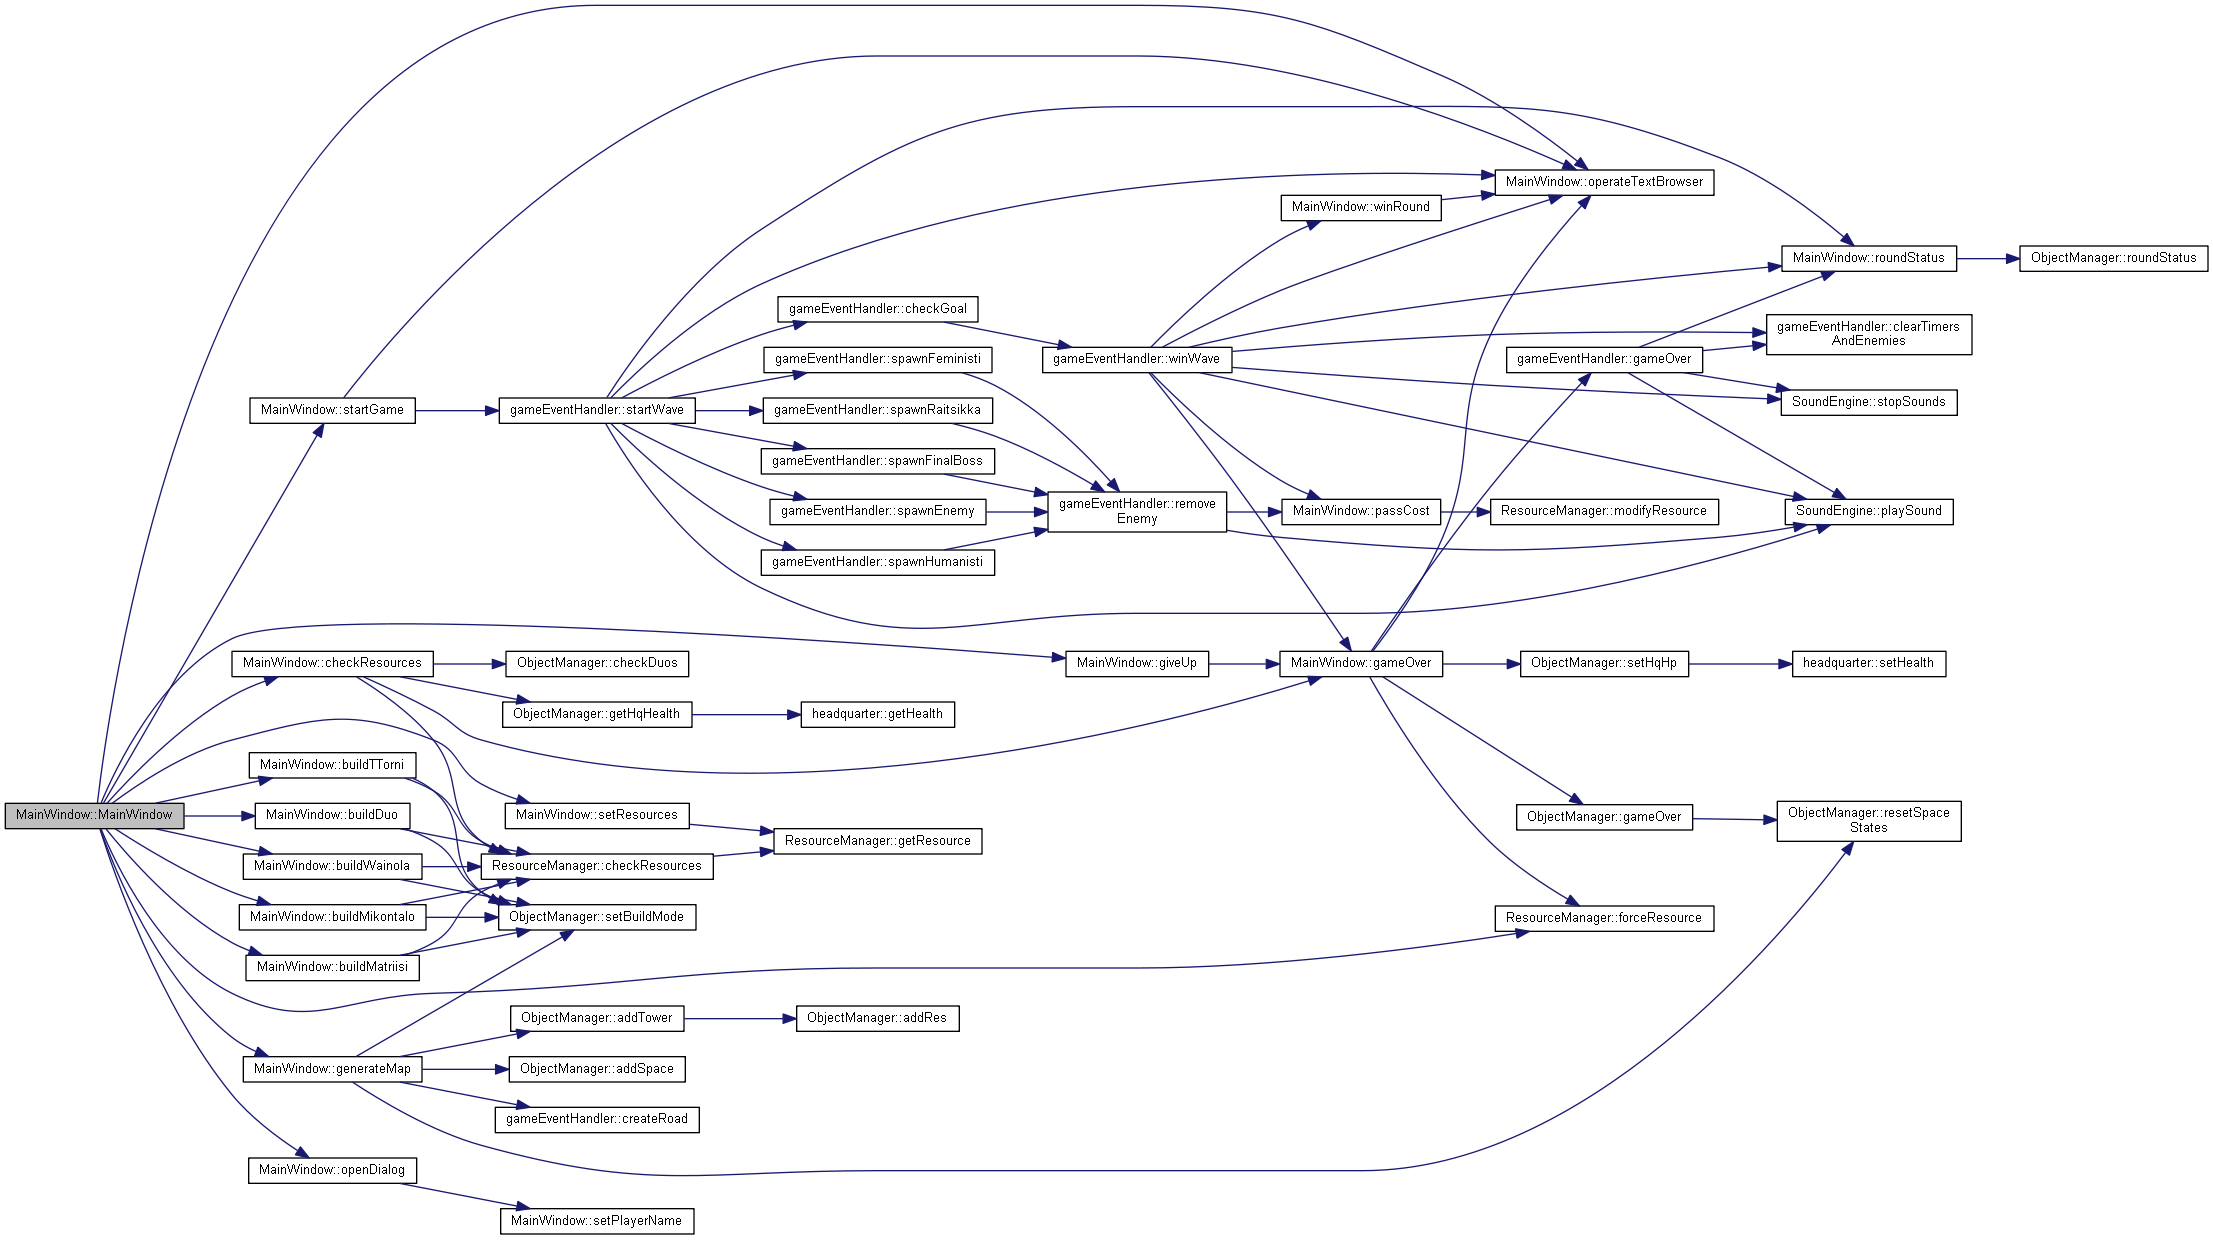 MainWindow::operateTextBrowser
MainWindow::winRound
MainWindow::roundStatus
ObjectManager::roundStatus
gameEventHandler::checkGoal
gameEventHandler::clearTimers
AndEnemies
gameEventHandler::spawnFeministi
gameEventHandler::winWave
gameEventHandler::gameOver
MainWindow::startGame
gameEventHandler::startWave
gameEventHandler::spawnRaitsikka
SoundEngine::stopSounds
gameEventHandler::spawnFinalBoss
gameEventHandler::spawnEnemy
gameEventHandler::remove
Enemy
MainWindow::passCost
ResourceManager::modifyResource
SoundEngine::playSound
gameEventHandler::spawnHumanisti
MainWindow::checkResources
ObjectManager::checkDuos
MainWindow::giveUp
MainWindow::gameOver
ObjectManager::setHqHp
headquarter::setHealth
ObjectManager::getHqHealth
headquarter::getHealth
MainWindow::buildTTorni
MainWindow::MainWindow
MainWindow::buildDuo
MainWindow::setResources
ObjectManager::gameOver
ObjectManager::resetSpace
States
ResourceManager::getResource
MainWindow::buildWainola
ResourceManager::checkResources
MainWindow::buildMikontalo
ObjectManager::setBuildMode
ResourceManager::forceResource
MainWindow::buildMatriisi
ObjectManager::addTower
ObjectManager::addRes
MainWindow::generateMap
ObjectManager::addSpace
gameEventHandler::createRoad
MainWindow::openDialog
MainWindow::setPlayerName